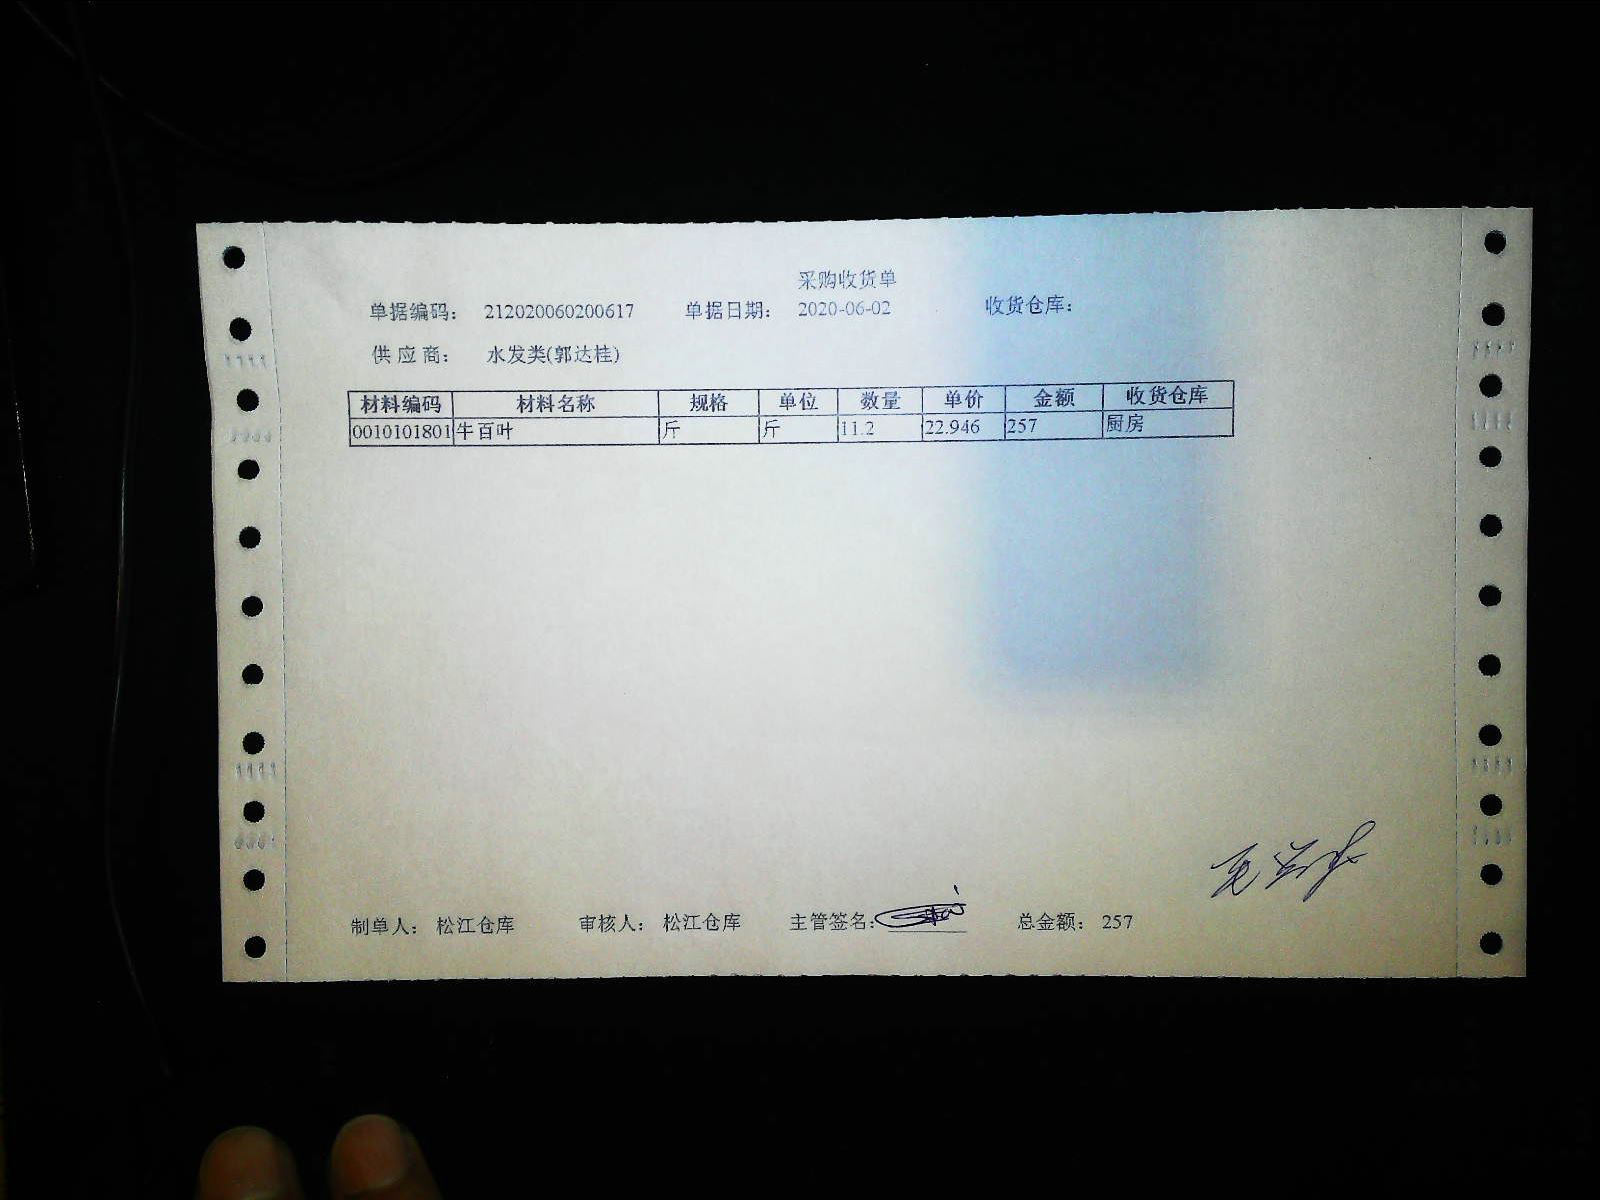 采购收货单
单据编码： 212020060200617 单据日期： 2020-06-02 收货仓库：
供应商： 水发类(郭达桂)
材料编码 材料名称 规格 单位 数量 单价 金额 收货仓库
0010101801 牛百叶 斤 斤 11.2 22.946 257 厨房
制单人： 松江仓库 审核人： 松江仓库 主管签名： 总金额： 257